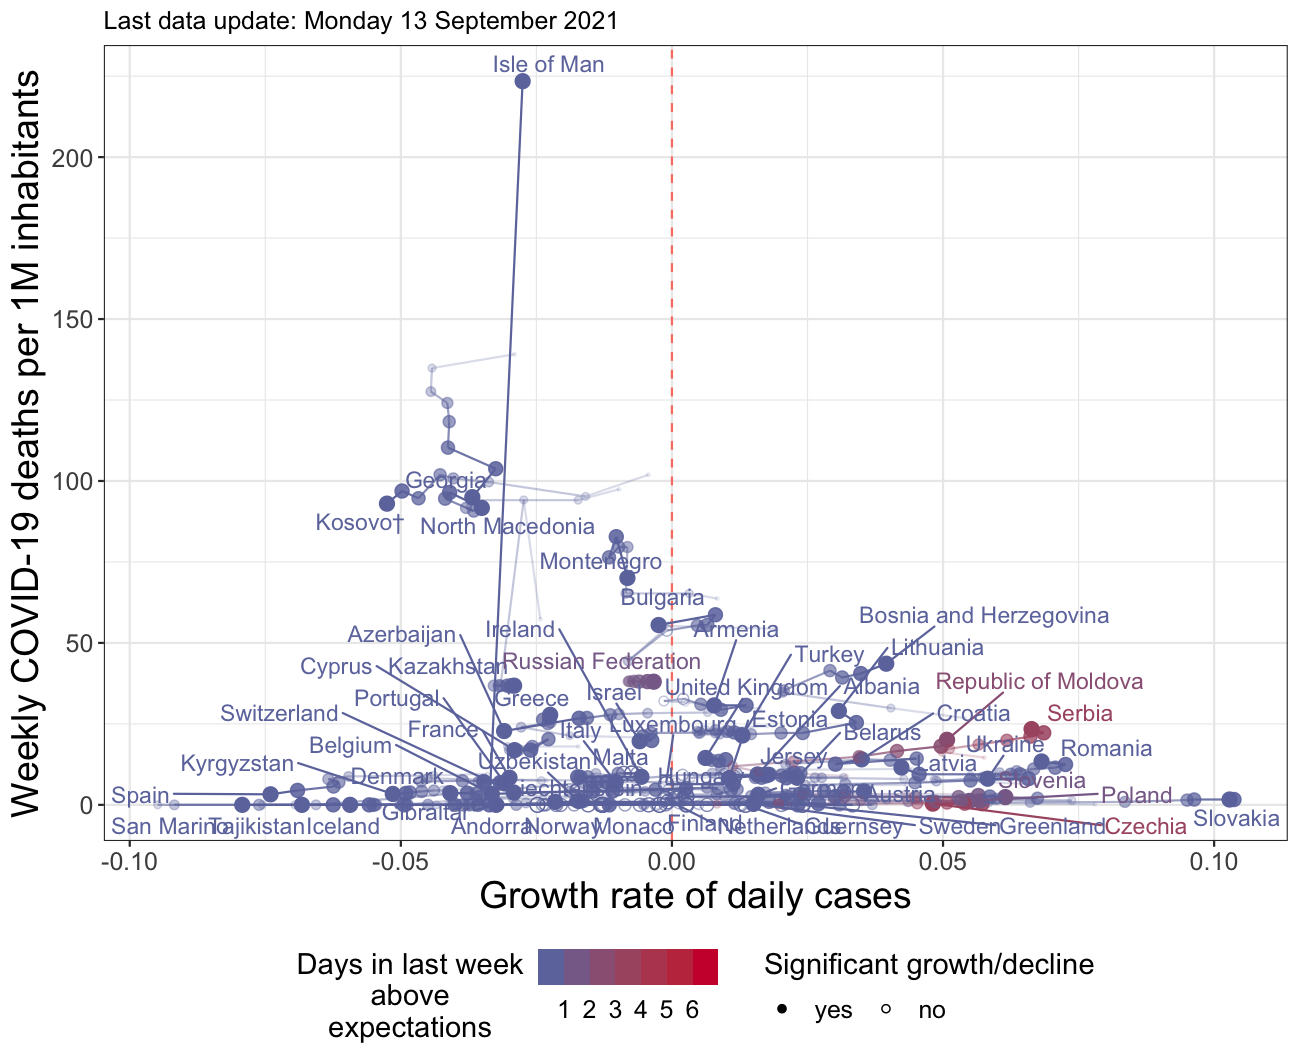 Last data update: Monday 13 September 2021
Weekly COVID-19 deaths per 1M inhabitants
Isle of Man
200
150
100
Georgia
Kosovo†
North Macedonia
Montenegro
Bulgaria
Bosnia and Herzegovina
50
Azerbaijan
Ireland
Armenia
Turkey
Lithuania
Cyprus
Kazakhstan
Russian Federation
Republic of Moldova
Portugal
Greece
Israel
United Kingdom
Albania
Switzerland
Luxembourg
Estonia
Croatia
Serbia
France
Italy
Belarus
Belgium
Ukraine
Romania
Kyrgyzstan
Uzbekistan
Malta
Jersey
Latvia
Denmark
Slovenia
Spain
Austria
Poland
0
Gibraltar
Slovakia
San Marino
Tajikistan
Iceland
Andorra
Norway
Monaco
Finland
Netherlands
Guernsey
Sweden
Greenland
Czechia
-0.10
-0.05
0.00
0.05
0.10
Growth rate of daily cases
Days in last week
above
expectations
1 2 3 4 5 6
Significant growth/decline
yes
no